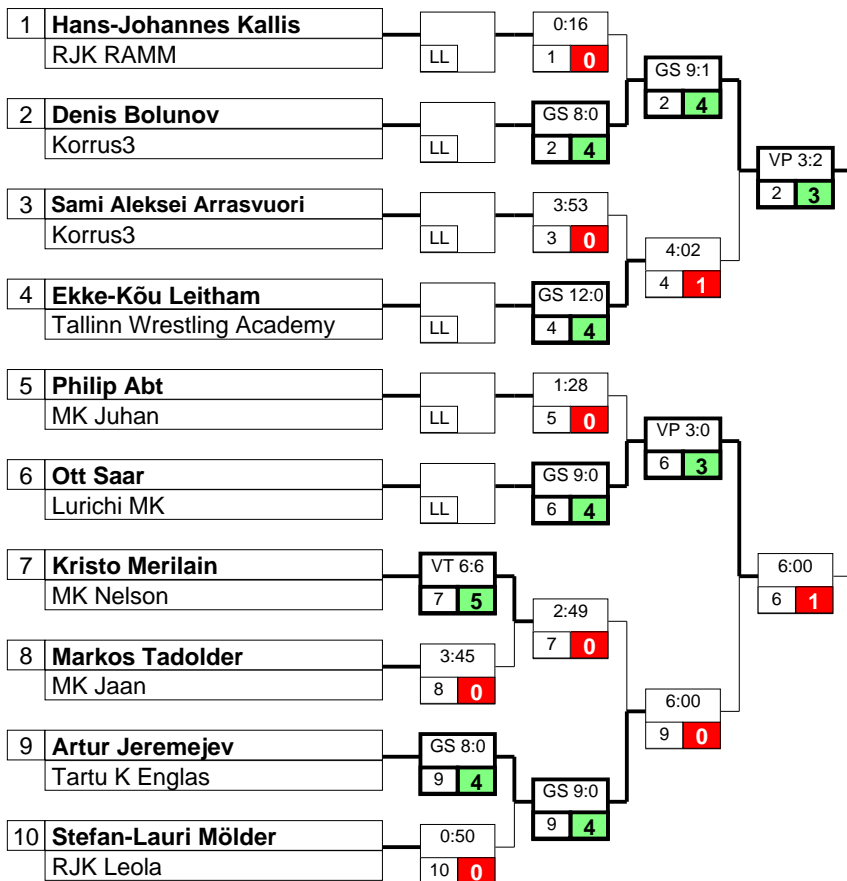 1 Hans-Johannes Kallis
RJK RAMM
LL
0:16
1 0
GS 9:1
2 4
2 Denis Bolunov
Korrus3
LL
GS 8:0
2 4
VP 3:2
2 3
3 Sami Aleksei Arrasvuori
Korrus3
LL
3:53
3 0
4:02
4 1
4 Ekke-Kõu Leitham
Tallinn Wrestling Academy
LL
GS 12:0
4 4
5 Philip Abt
MK Juhan
LL
1:28
5 0
VP 3:0
6 3
6 Ott Saar
Lurichi MK
LL
GS 9:0
6 4
7 Kristo Merilain
MK Nelson
VT 6:6
7 5
6:00
6 1
2:49
7 0
8 Markos Tadolder
MK Jaan
3:45
8 0
6:00
9 0
9 Artur Jeremejev
Tartu K Englas
GS 8:0
9 4
GS 9:0
9 4
10 Stefan-Lauri Mölder
RJK Leola
0:50
10 0